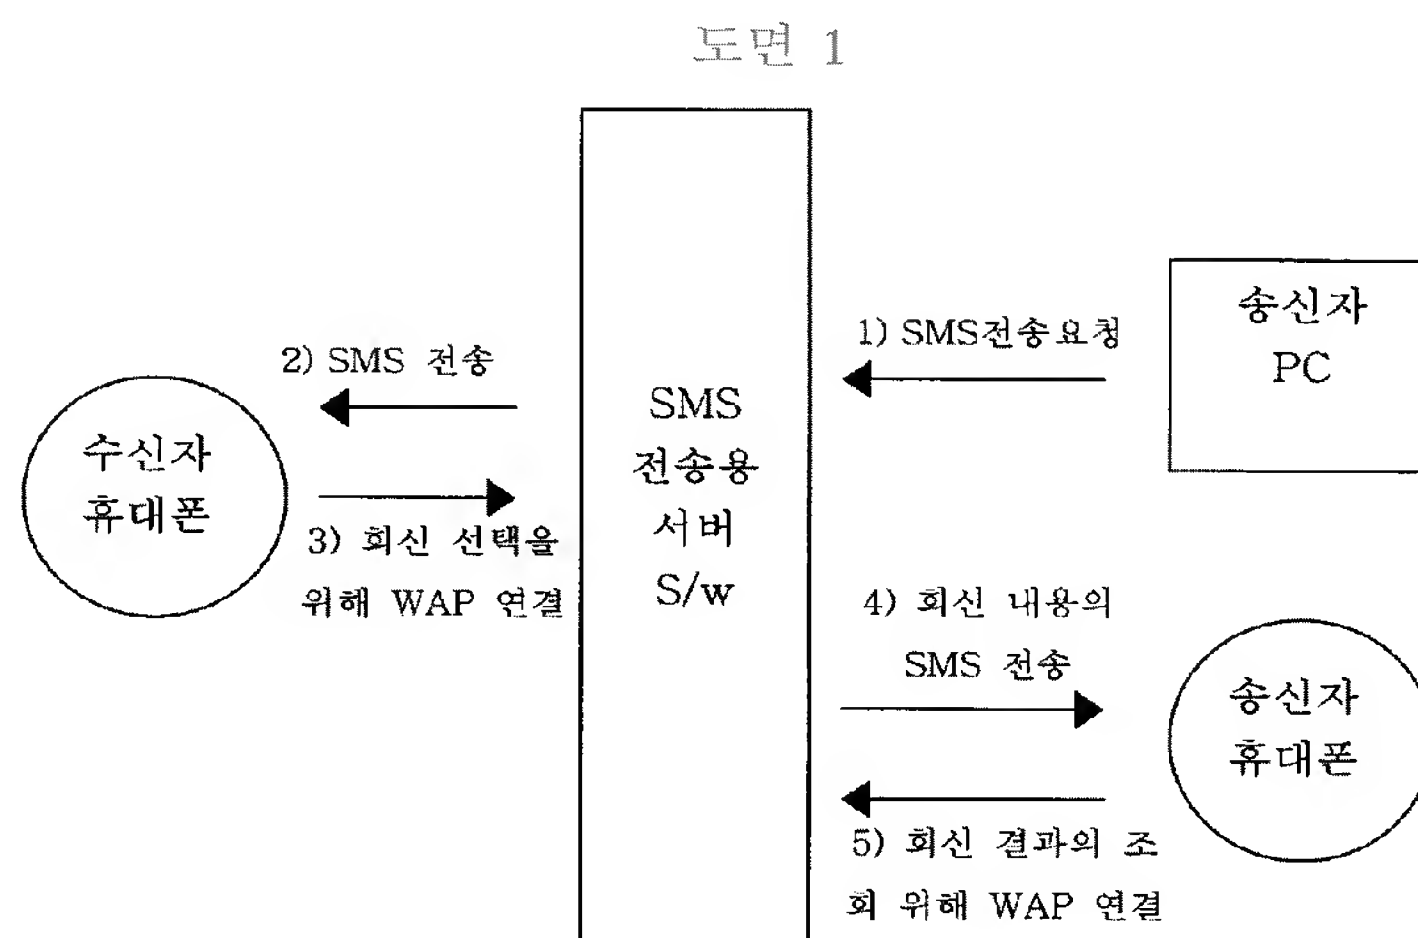 도면 1
송신자
PC
1) SMS전송요청
2) SMS 전송
SMS
전송용
서버
S/w
수신자
휴대폰
3) 회신 선택을
위해 WAP 연결
4) 회신 내용의
SMS 전송
송신자
휴대폰
5) 회신 결과의 조
회 위해 WAP 연결